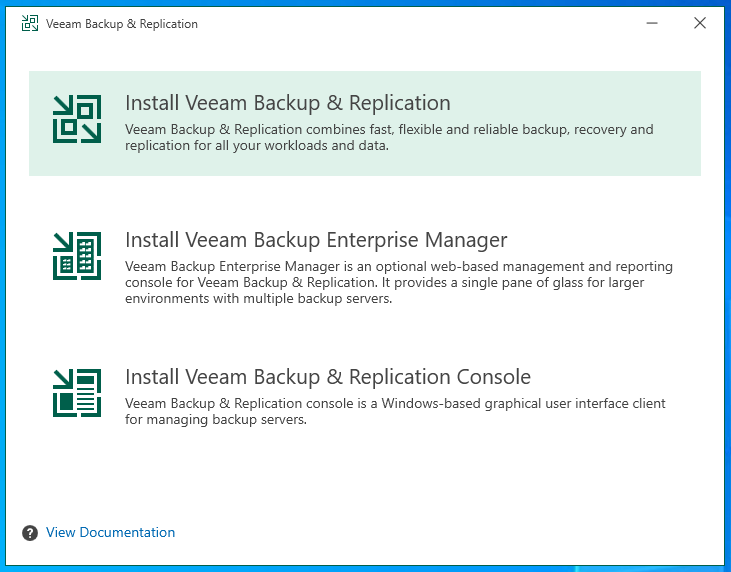 Veeam Backup & Replication
Install Veeam Backup & Replication
Veeam Backup & Replication combines fast, flexible and reliable backup, recovery and
replication for all your workloads and data.
Install Veeam Backup Enterprise Manager
Veeam Backup Enterprise Manager is an optional web-based management and reporting
console for Veeam Backup & Replication. It provides a single pane of glass for larger
environments with multiple backup servers.
Install Veeam Backup & Replication Console
Veeam Backup & Replication console is a Windows-based graphical user interface client
for managing backup servers.
? View Documentation